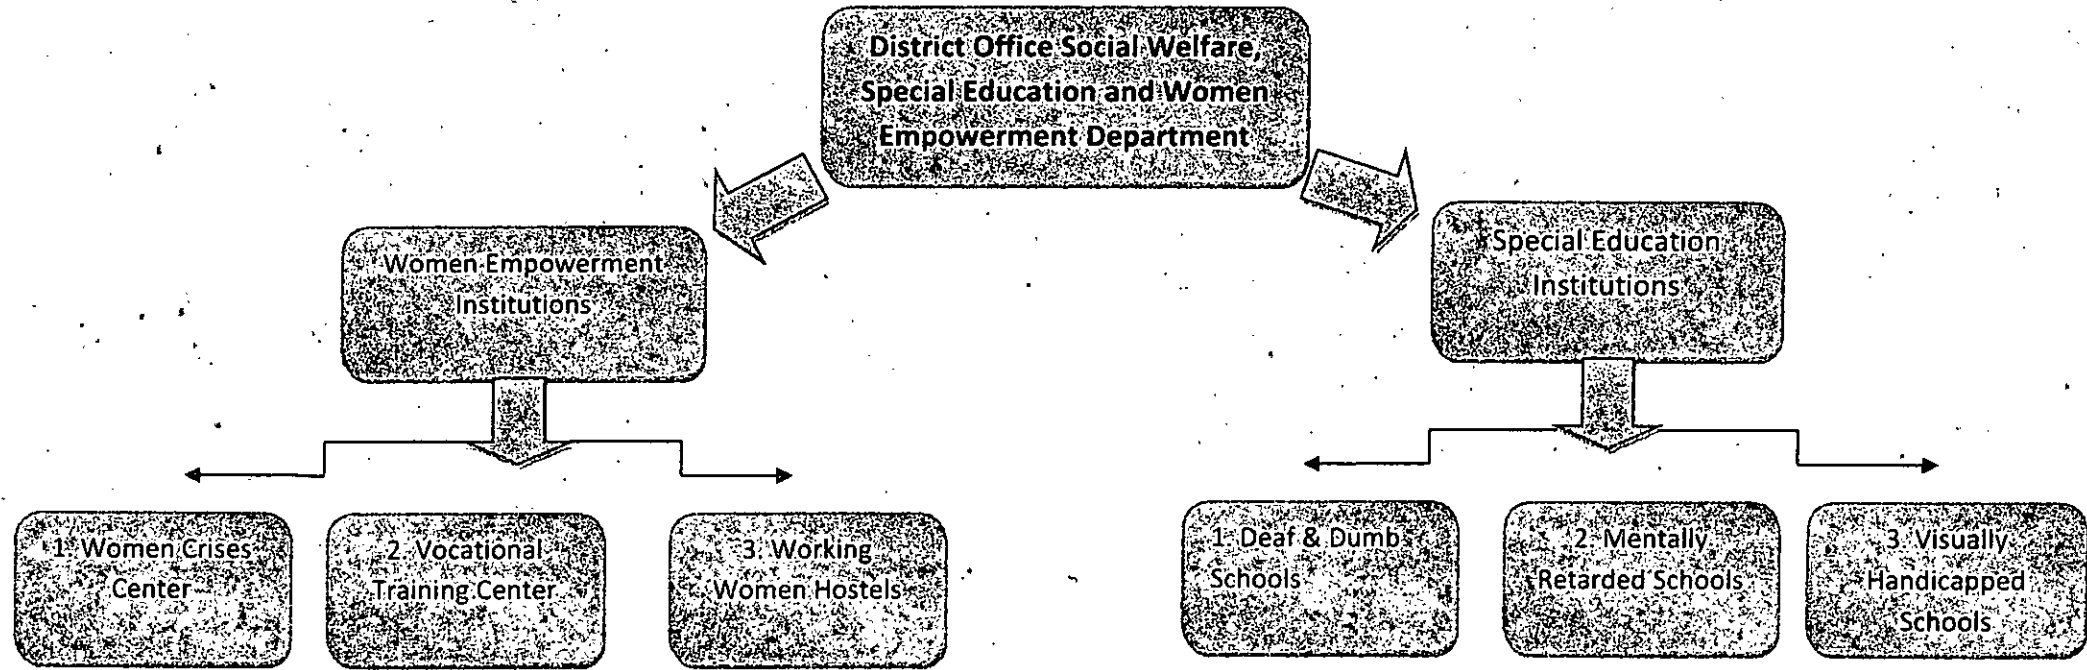 District Office Social Welfare,
Special Education and Women
Empowerment Department
Women Empowerment
Institutions
Special Education
Institutions
1. Women Crises
Center
2. Vocational
Training Center
3. Working
Women Hostels
1. Deaf & Dumb
Schools
2. Mentally
Retarded Schools
3. Visually
Handicapped
Schools